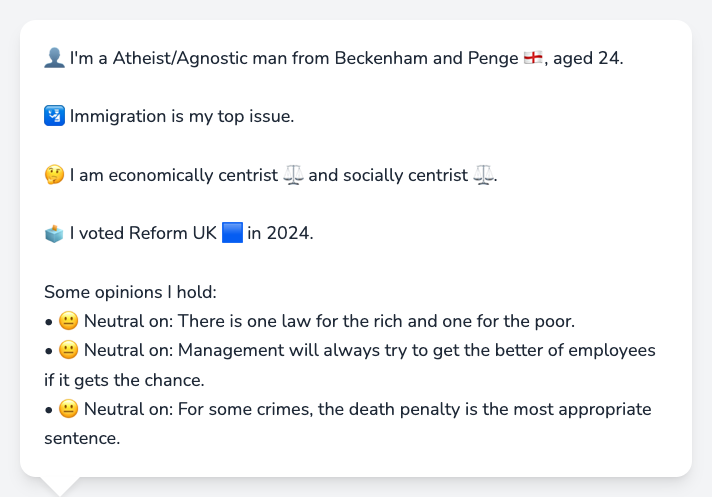 👤 I'm a Atheist/Agnostic man from Beckenham and Penge 🏴󠁧󠁢󠁥󠁮󠁧󠁿, aged 24.
🛂 Immigration is my top issue.
🤔 I am economically centrist ⚖️ and socially centrist ⚖️.
🗳️ I voted Reform UK 🟦 in 2024.
Some opinions I hold:
• 😐 Neutral on: There is one law for the rich and one for the poor.
• 😐 Neutral on: Management will always try to get the better of employees
if it gets the chance.
• 😐 Neutral on: For some crimes, the death penalty is the most appropriate
sentence.